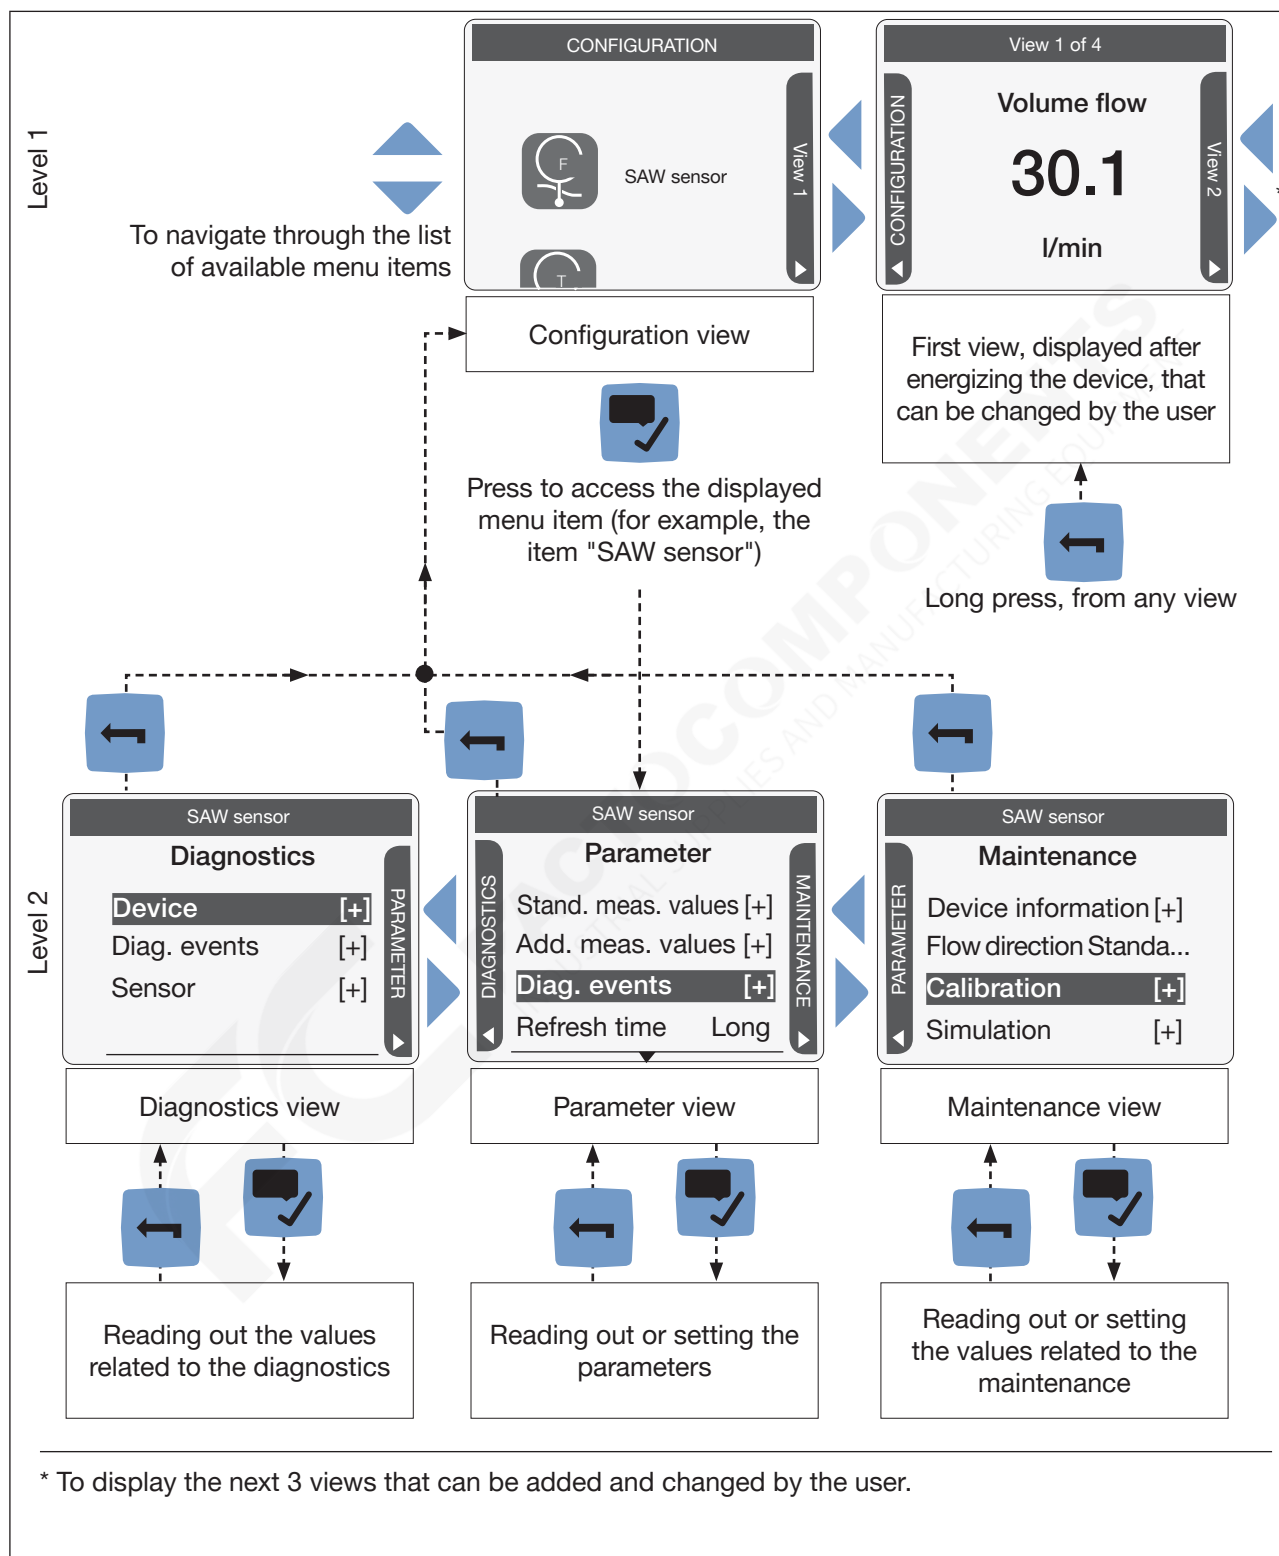 Level 1
CONFIGURATION
F
SAW sensor
T
View 1
To navigate through the list
of available menu items
Configuration view
View 1 of 4
CONFIGURATION
Volume flow
30.1
l/min
View 2
*
First view, displayed after
energizing the device, that
can be changed by the user
Press to access the displayed
menu item (for example, the
item "SAW sensor")
Long press, from any view
Level 2
SAW sensor
Diagnostics
Device [+]
Diag. events [+]
Sensor [+]
PARAMETER
SAW sensor
DIAGNOSTICS
Parameter
Stand. meas. values [+]
Add. meas. values [+]
Diag. events [+]
Refresh time Long
MAINTENANCE
SAW sensor
PARAMETER
Maintenance
Device information [+]
Flow direction Standa...
Calibration [+]
Simulation [+]
Diagnostics view
Parameter view
Maintenance view
Reading out the values
related to the diagnostics
Reading out or setting the
parameters
Reading out or setting
the values related to the
maintenance
* To display the next 3 views that can be added and changed by the user.
FACTOCOMPONENTS
INDUSTRIAL SUPPLIES AND MANUFACTURING EQUIPMENT